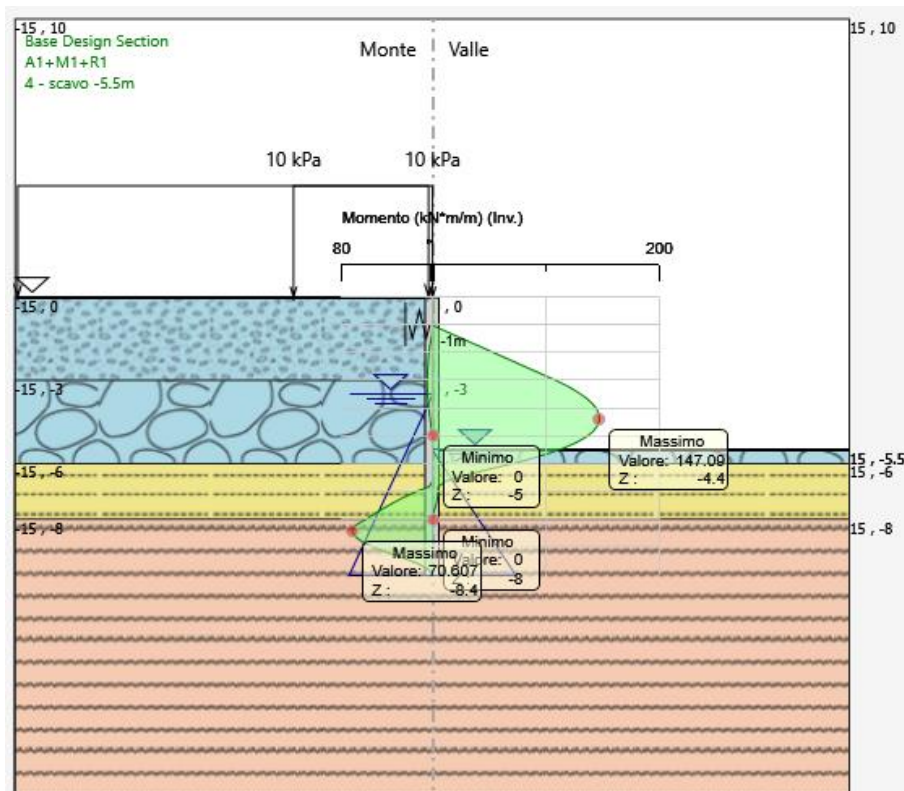 -15 , 10
15 , 10
Base Design Section
A1+M1+R1
4 - scavo -5.5m
Monte
Valle
10 kPa
10 kPa
Momento (kN*m/m) (Inv.)
80
200
-15 , 0
, 0
-1m
-15 , -3
, -3
Massimo
Valore: 147.09
Z : -4.4
Minimo
Valore: 0
Z : -5
15 , -5.5
-15 , -6
15 , -6
-15 , -8
15 , -8
Minimo
Valore: 0
Z : -8
Massimo
Valore: 70.607
Z : -8.4